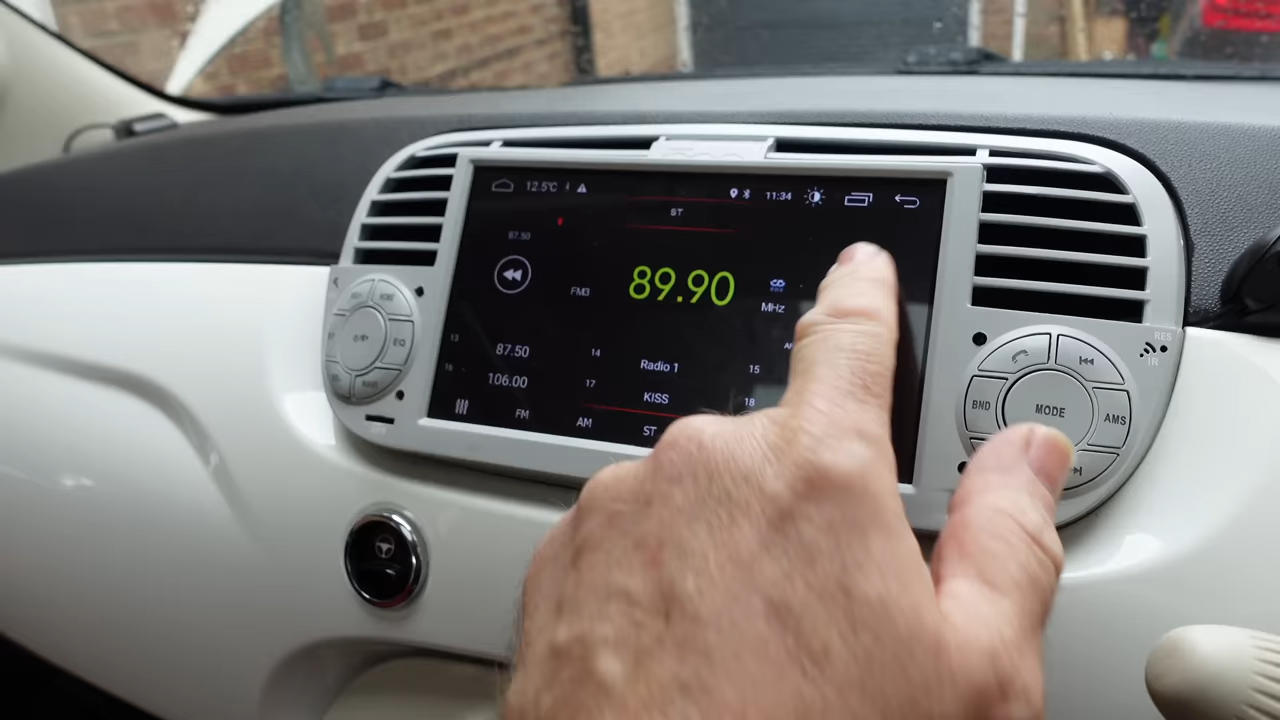 12.5°C
11:34
ST
87.50
FM3
89.90
MHz
13
87.50
14
Radio 1
15
16
106.00
17
KISS
18
FM
AM
ST
EQ
BND
MODE
AMS
RES
IR